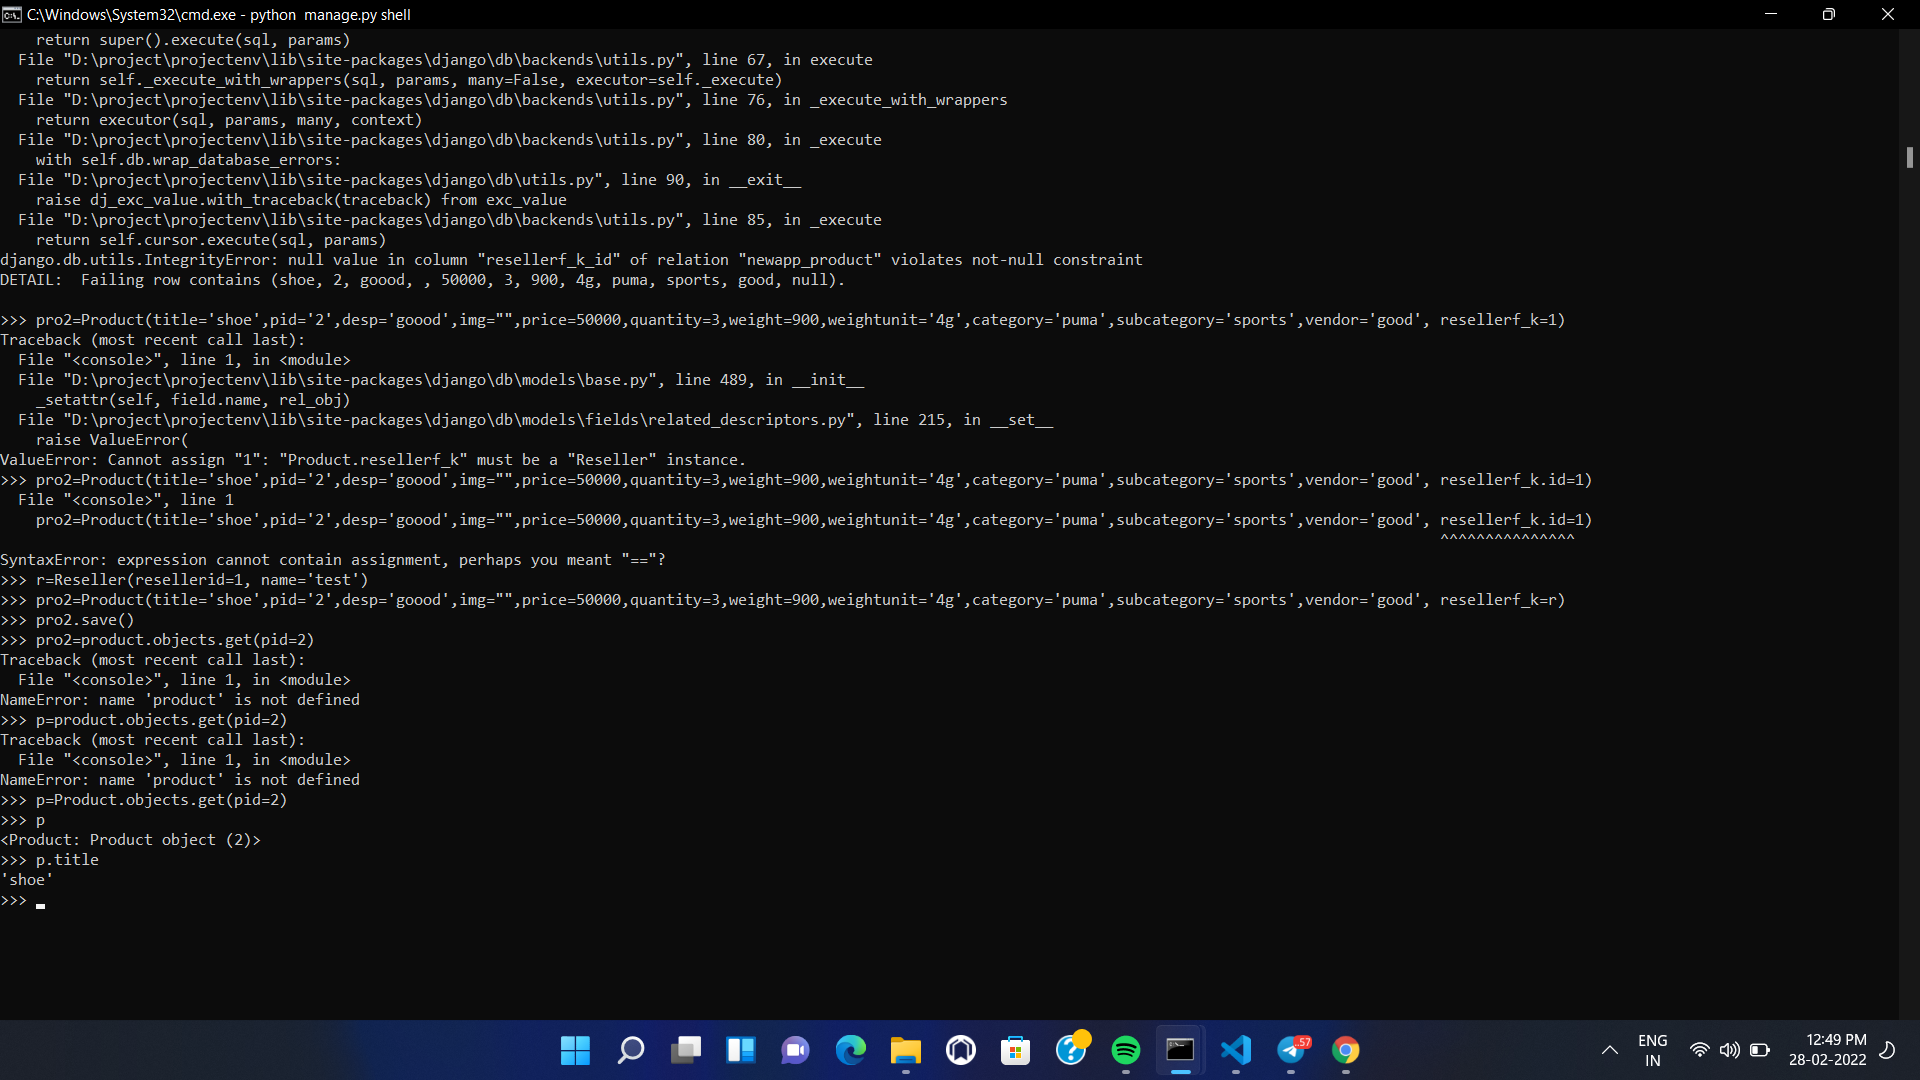 C:\Windows\System32\cmd.exe - python  manage.py shell
    return super().execute(sql, params)
  File "D:\project\projectenv\lib\site-packages\django\db\backends\utils.py", line 67, in execute
    return self._execute_with_wrappers(sql, params, many=False, executor=self._execute)
  File "D:\project\projectenv\lib\site-packages\django\db\backends\utils.py", line 76, in _execute_with_wrappers
    return executor(sql, params, many, context)
  File "D:\project\projectenv\lib\site-packages\django\db\backends\utils.py", line 80, in _execute
    with self.db.wrap_database_errors:
  File "D:\project\projectenv\lib\site-packages\django\db\utils.py", line 90, in __exit__
    raise dj_exc_value.with_traceback(traceback) from exc_value
  File "D:\project\projectenv\lib\site-packages\django\db\backends\utils.py", line 85, in _execute
    return self.cursor.execute(sql, params)
django.db.utils.IntegrityError: null value in column "resellerf_k_id" of relation "newapp_product" violates not-null constraint
DETAIL:  Failing row contains (shoe, 2, goood, , 50000, 3, 900, 4g, puma, sports, good, null).
>>> pro2=Product(title='shoe',pid='2',desp='goood',img="",price=50000,quantity=3,weight=900,weightunit='4g',category='puma',subcategory='sports',vendor='good', resellerf_k=1)
Traceback (most recent call last):
  File "<console>", line 1, in <module>
  File "D:\project\projectenv\lib\site-packages\django\db\models\base.py", line 489, in __init__
    _setattr(self, field.name, rel_obj)
  File "D:\project\projectenv\lib\site-packages\django\db\models\fields\related_descriptors.py", line 215, in __set__
    raise ValueError(
ValueError: Cannot assign "1": "Product.resellerf_k" must be a "Reseller" instance.
>>> pro2=Product(title='shoe',pid='2',desp='goood',img="",price=50000,quantity=3,weight=900,weightunit='4g',category='puma',subcategory='sports',vendor='good', resellerf_k.id=1)
  File "<console>", line 1
    pro2=Product(title='shoe',pid='2',desp='goood',img="",price=50000,quantity=3,weight=900,weightunit='4g',category='puma',subcategory='sports',vendor='good', resellerf_k.id=1)
^^^^^^^^^^^^^^^
SyntaxError: expression cannot contain assignment, perhaps you meant "=="?
>>> r=Reseller(resellerid=1, name='test')
>>> pro2=Product(title='shoe',pid='2',desp='goood',img="",price=50000,quantity=3,weight=900,weightunit='4g',category='puma',subcategory='sports',vendor='good', resellerf_k=r)
>>> pro2.save()
>>> pro2=product.objects.get(pid=2)
Traceback (most recent call last):
  File "<console>", line 1, in <module>
NameError: name 'product' is not defined
>>> p=product.objects.get(pid=2)
Traceback (most recent call last):
  File "<console>", line 1, in <module>
NameError: name 'product' is not defined
>>> p=Product.objects.get(pid=2)
>>> p
<Product: Product object (2)>
>>> p.title
'shoe'
>>>
57
ENG
IN
12:49 PM
28-02-2022